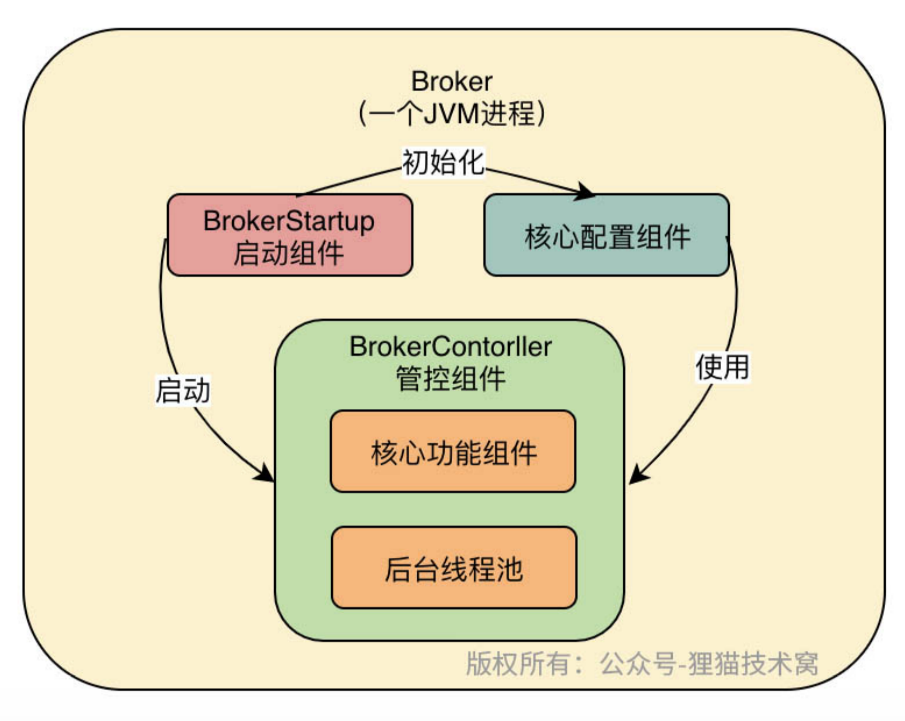 Broker
（一个JVM进程）
初始化
BrokerStartup
启动组件
核心配置组件
BrokerContorller
管控组件
启动
使用
核心功能组件
后台线程池
版权所有：公众号-狸猫技术窝